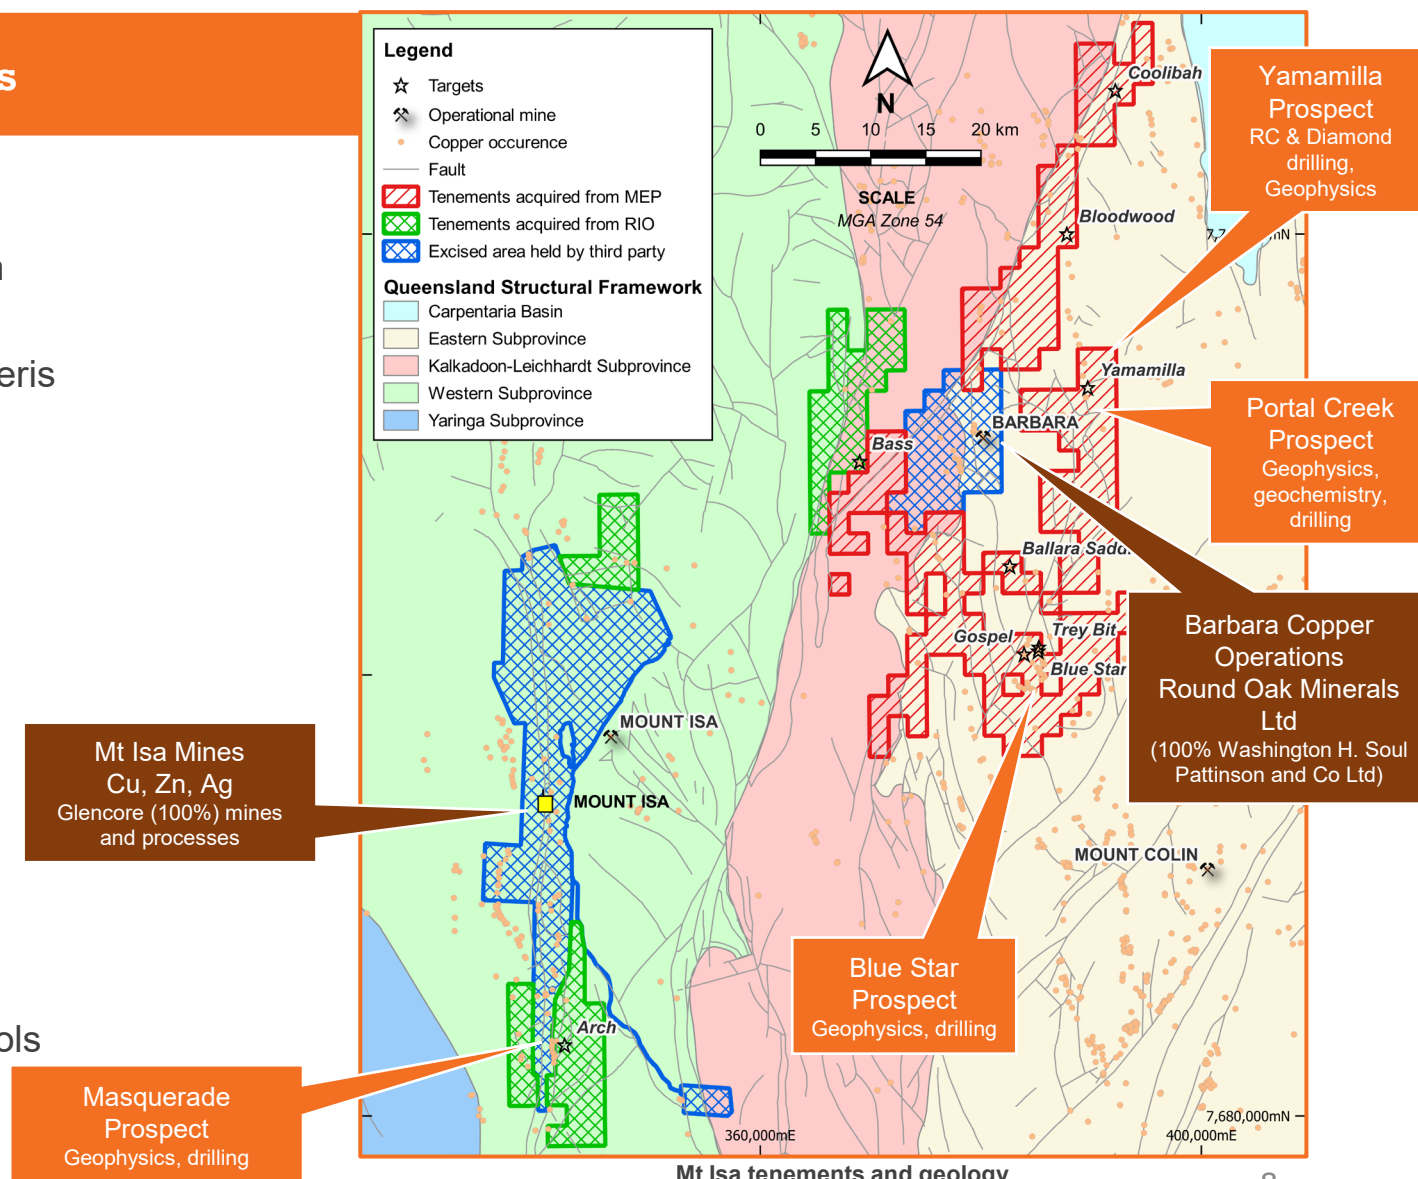 s
n
eris
ols
Legend
Targets
Operational mine
Copper occurence
Fault
Tenements acquired from MEP
Tenements acquired from RIO
Excised area held by third party
Queensland Structural Framework
Carpentaria Basin
Eastern Subprovince
Kalkadoon-Leichhardt Subprovince
Western Subprovince
Yaringa Subprovince
N
0 5 10 15 20 km
SCALE
MGA Zone 54
Coolibah
Bloodwood
Yamamilla
Prospect
RC & Diamond
drilling,
Geophysics
7,7 mN
Yamamilla
BARBARA
Bass
Portal Creek
Prospect
Geophysics,
geochemistry,
drilling
Ballara Saddl
Gospel
Trey Bit
Blue Star
Barbara Copper
Operations
Round Oak Minerals
Ltd
(100% Washington H. Soul
Pattinson and Co Ltd)
MOUNT ISA
Mt Isa Mines
Cu, Zn, Ag
Glencore (100%) mines
and processes
MOUNT ISA
MOUNT COLIN
Blue Star
Prospect
Geophysics, drilling
Arch
Masquerade
Prospect
Geophysics, drilling
7,680,000mN
360,000mE
400,000mE
Mt Isa tenements and geology